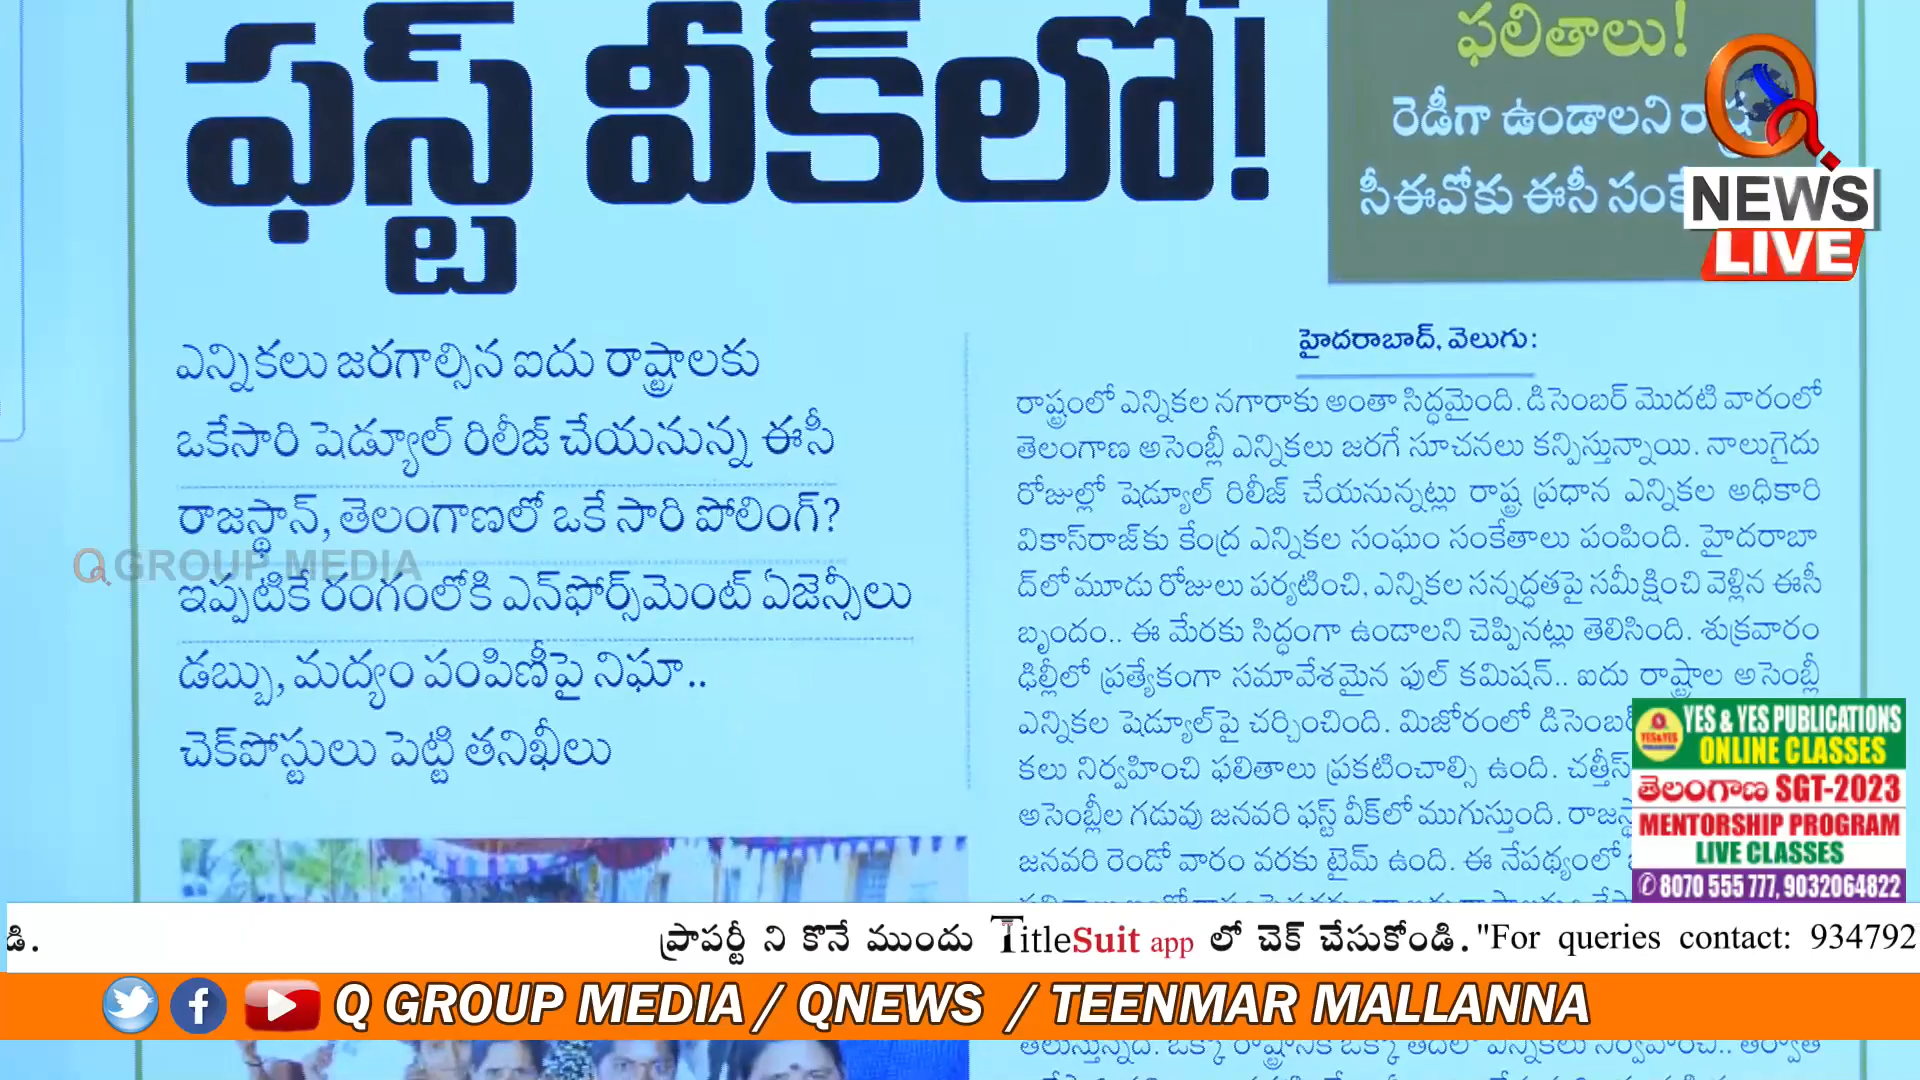 ఫస్ట్ వీక్‌లో!
ఫలితాలు!
రెడీగా ఉండాలని
సీఈవోకు ఈసీ
NEWS
LIVE
ఎన్నికలు జరగాల్సిన ఐదు రాష్ట్రాలకు
ఒకేసారి షెడ్యూల్ రిలీజ్ చేయనున్న ఈసీ
రాజస్థాన్, తెలంగాణలో ఒకే సారి పోలింగ్?
Q GROUP MEDIA
ఇప్పటికే రంగంలోకి ఎన్‌ఫోర్స్‌మెంట్ ఏజెన్సీలు
డబ్బు, మద్యం పంపిణీపై నిఘా..
చెక్‌పోస్టులు పెట్టి తనిఖీలు
హైదరాబాద్, వెలుగు:
రాష్ట్రంలో ఎన్నికల నగారాకు అంతా సిద్ధమైంది. డిసెంబర్ మొదటి వారంలో
తెలంగాణ అసెంబ్లీ ఎన్నికలు జరగే సూచనలు కన్పిస్తున్నాయి. నాలుగైదు
రోజుల్లో షెడ్యూల్ రిలీజ్ చేయనున్నట్లు రాష్ట్ర ప్రధాన ఎన్నికల అధికారి
వికాస్‌రాజ్‌కు కేంద్ర ఎన్నికల సంఘం సంకేతాలు పంపింది. హైదరాబా
ద్‌లో మూడు రోజులు పర్యటించి, ఎన్నికల సన్నద్ధతపై సమీక్షించి వెళ్లిన ఈసీ
బృందం.. ఈ మేరకు సిద్ధంగా ఉండాలని చెప్పినట్లు తెలిసింది. శుక్రవారం
ఢిల్లీలో ప్రత్యేకంగా సమావేశమైన ఫుల్ కమిషన్.. ఐదు రాష్ట్రాల అసెంబ్లీ
ఎన్నికల షెడ్యూల్‌పై చర్చించింది. మిజోరంలో
కలు నిర్వహించి ఫలితాలు ప్రకటించాల్సి ఉంది.
అసెంబ్లీల గడువు జనవరి ఫస్ట్ వీక్‌లో ముగుస్తుంది.
జనవరి రెండో వారం వరకు టైమ్ ఉంది. ఈ నేపథ్యంలో
YES & YES PUBLICATIONS
ONLINE CLASSES
తెలంగాణ SGT-2023
MENTORSHIP PROGRAM
LIVE CLASSES
8070 555 777, 9032064822
డి. ప్రాపర్టీ ని కొనే ముందు TitleSuit app లో చెక్ చేసుకోండి. "For queries contact: 934792
Q GROUP MEDIA / QNEWS / TEENMAR MALLANNA